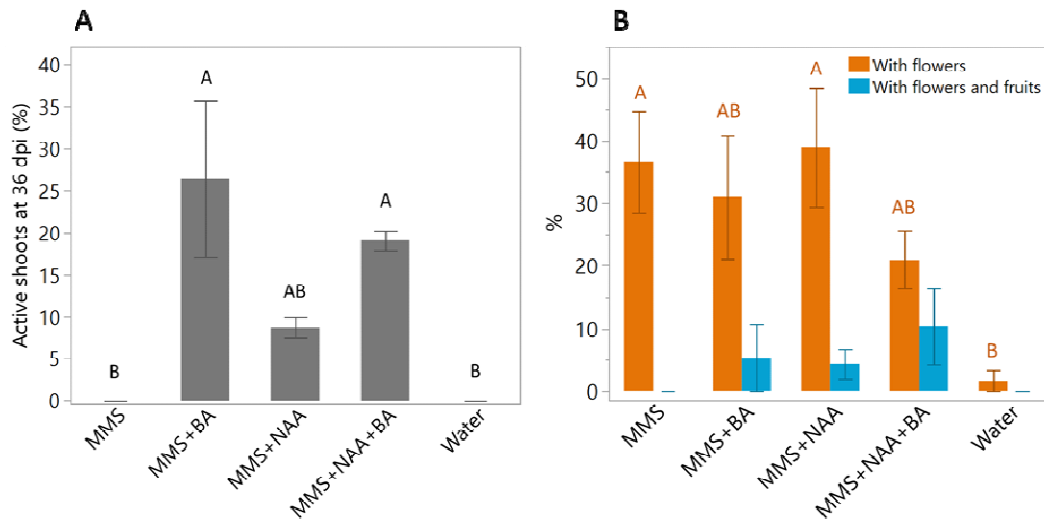 A
Active shoots at 36 dpi (%)
40
35
30
25
20
15
10
5
0
B
A
AB
A
B
MMS
MMS+BA
MMS+NAA
MMS+NAA+BA
Water
B
%
50
40
30
20
10
0
With flowers
With flowers and fruits
A
AB
A
AB
B
MMS
MMS+BA
MMS+NAA
MMS+NAA+BA
Water